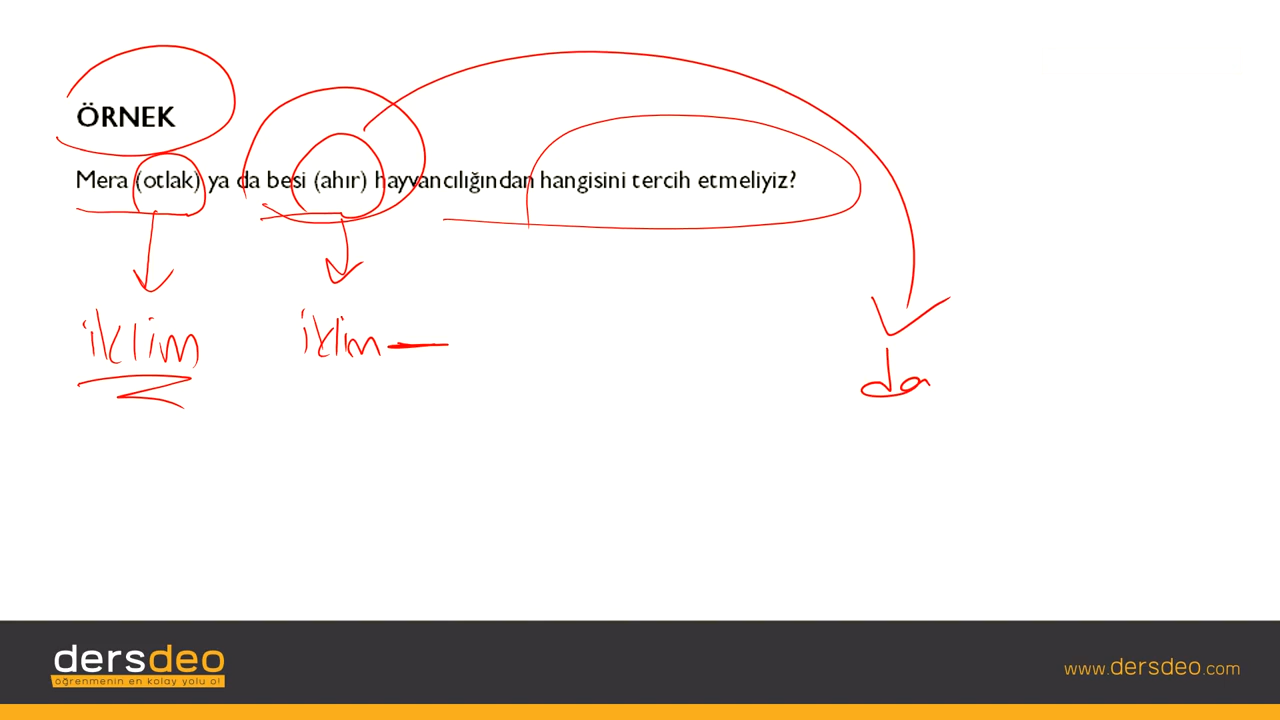 ÖRNEK
Mera (otlak) ya da besi (ahır) hayvancılığından hangisini tercih etmeliyiz?
iklim iklim
da
dersdeo
öğrenmenin en kolay yolu o!
www.dersdeo.com